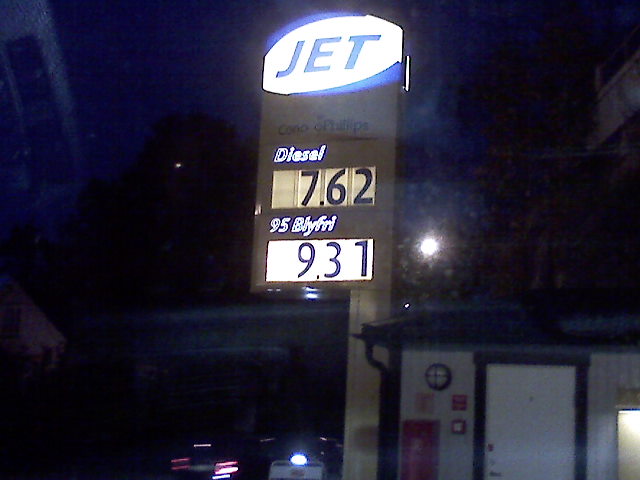 JET
ConocoPhillips
Diesel
7.62
95 Blyfri
9.31